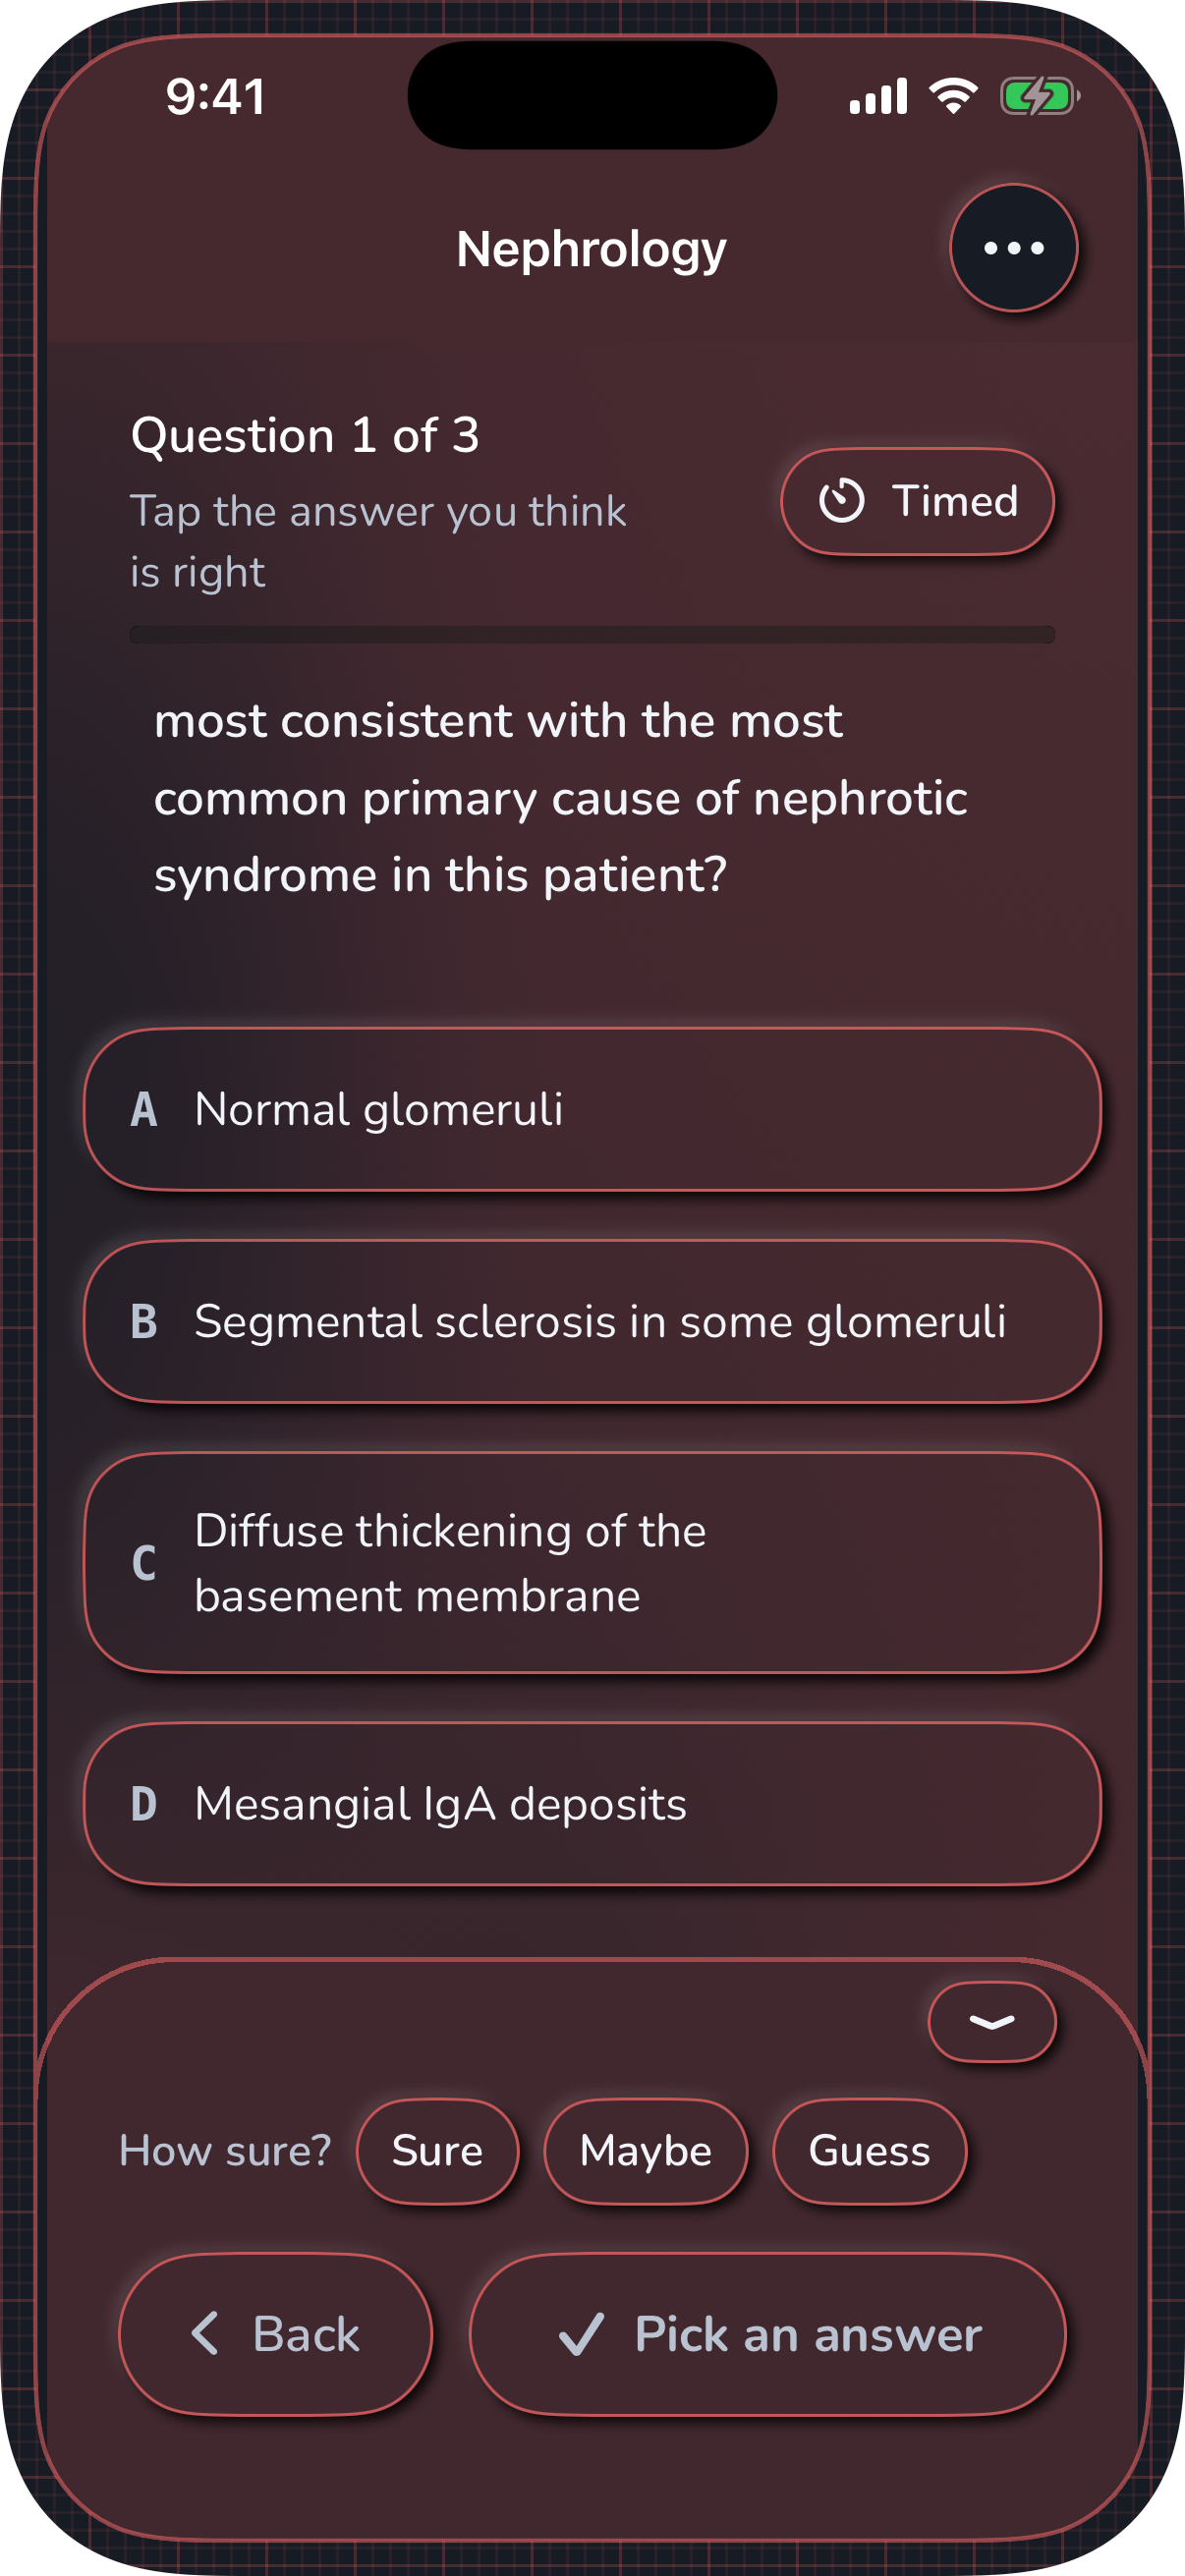 9:41
Nephrology
Question 1 of 3
Tap the answer you think
is right
Timed
most consistent with the most
common primary cause of nephrotic
syndrome in this patient?
A Normal glomeruli
B Segmental sclerosis in some glomeruli
C Diffuse thickening of the
basement membrane
D Mesangial IgA deposits
How sure? Sure Maybe Guess
Back Pick an answer